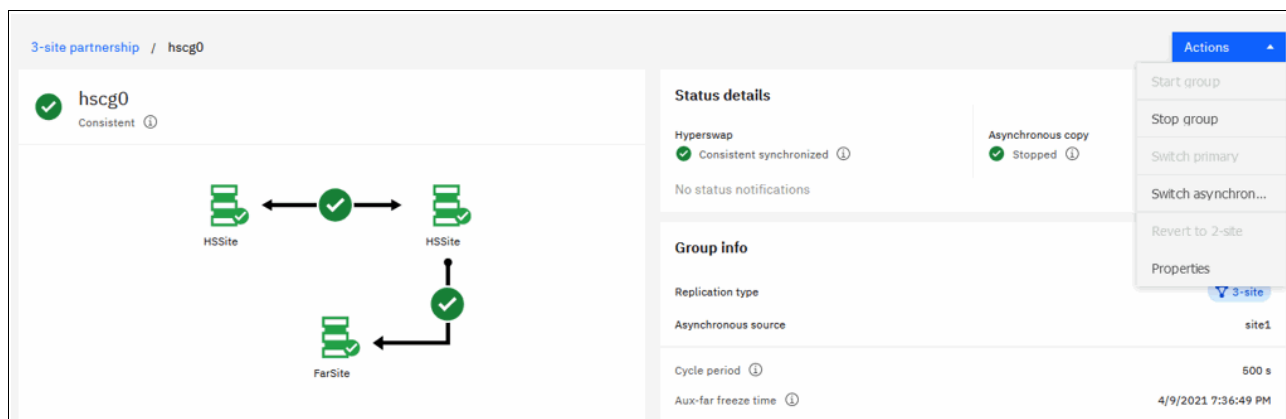 3-site partnership / hscg0
Actions
Start group
Stop group
Switch primary
Switch asynchron...
Revert to 2-site
Properties
hscg0
Consistent
HSSite
HSSite
FarSite
Status details
Hyperswap
Consistent synchronized
Asynchronous copy
Stopped
No status notifications
Group info
Replication type 3-site
Asynchronous source site1
Cycle period 500 s
Aux-far freeze time 4/9/2021 7:36:49 PM